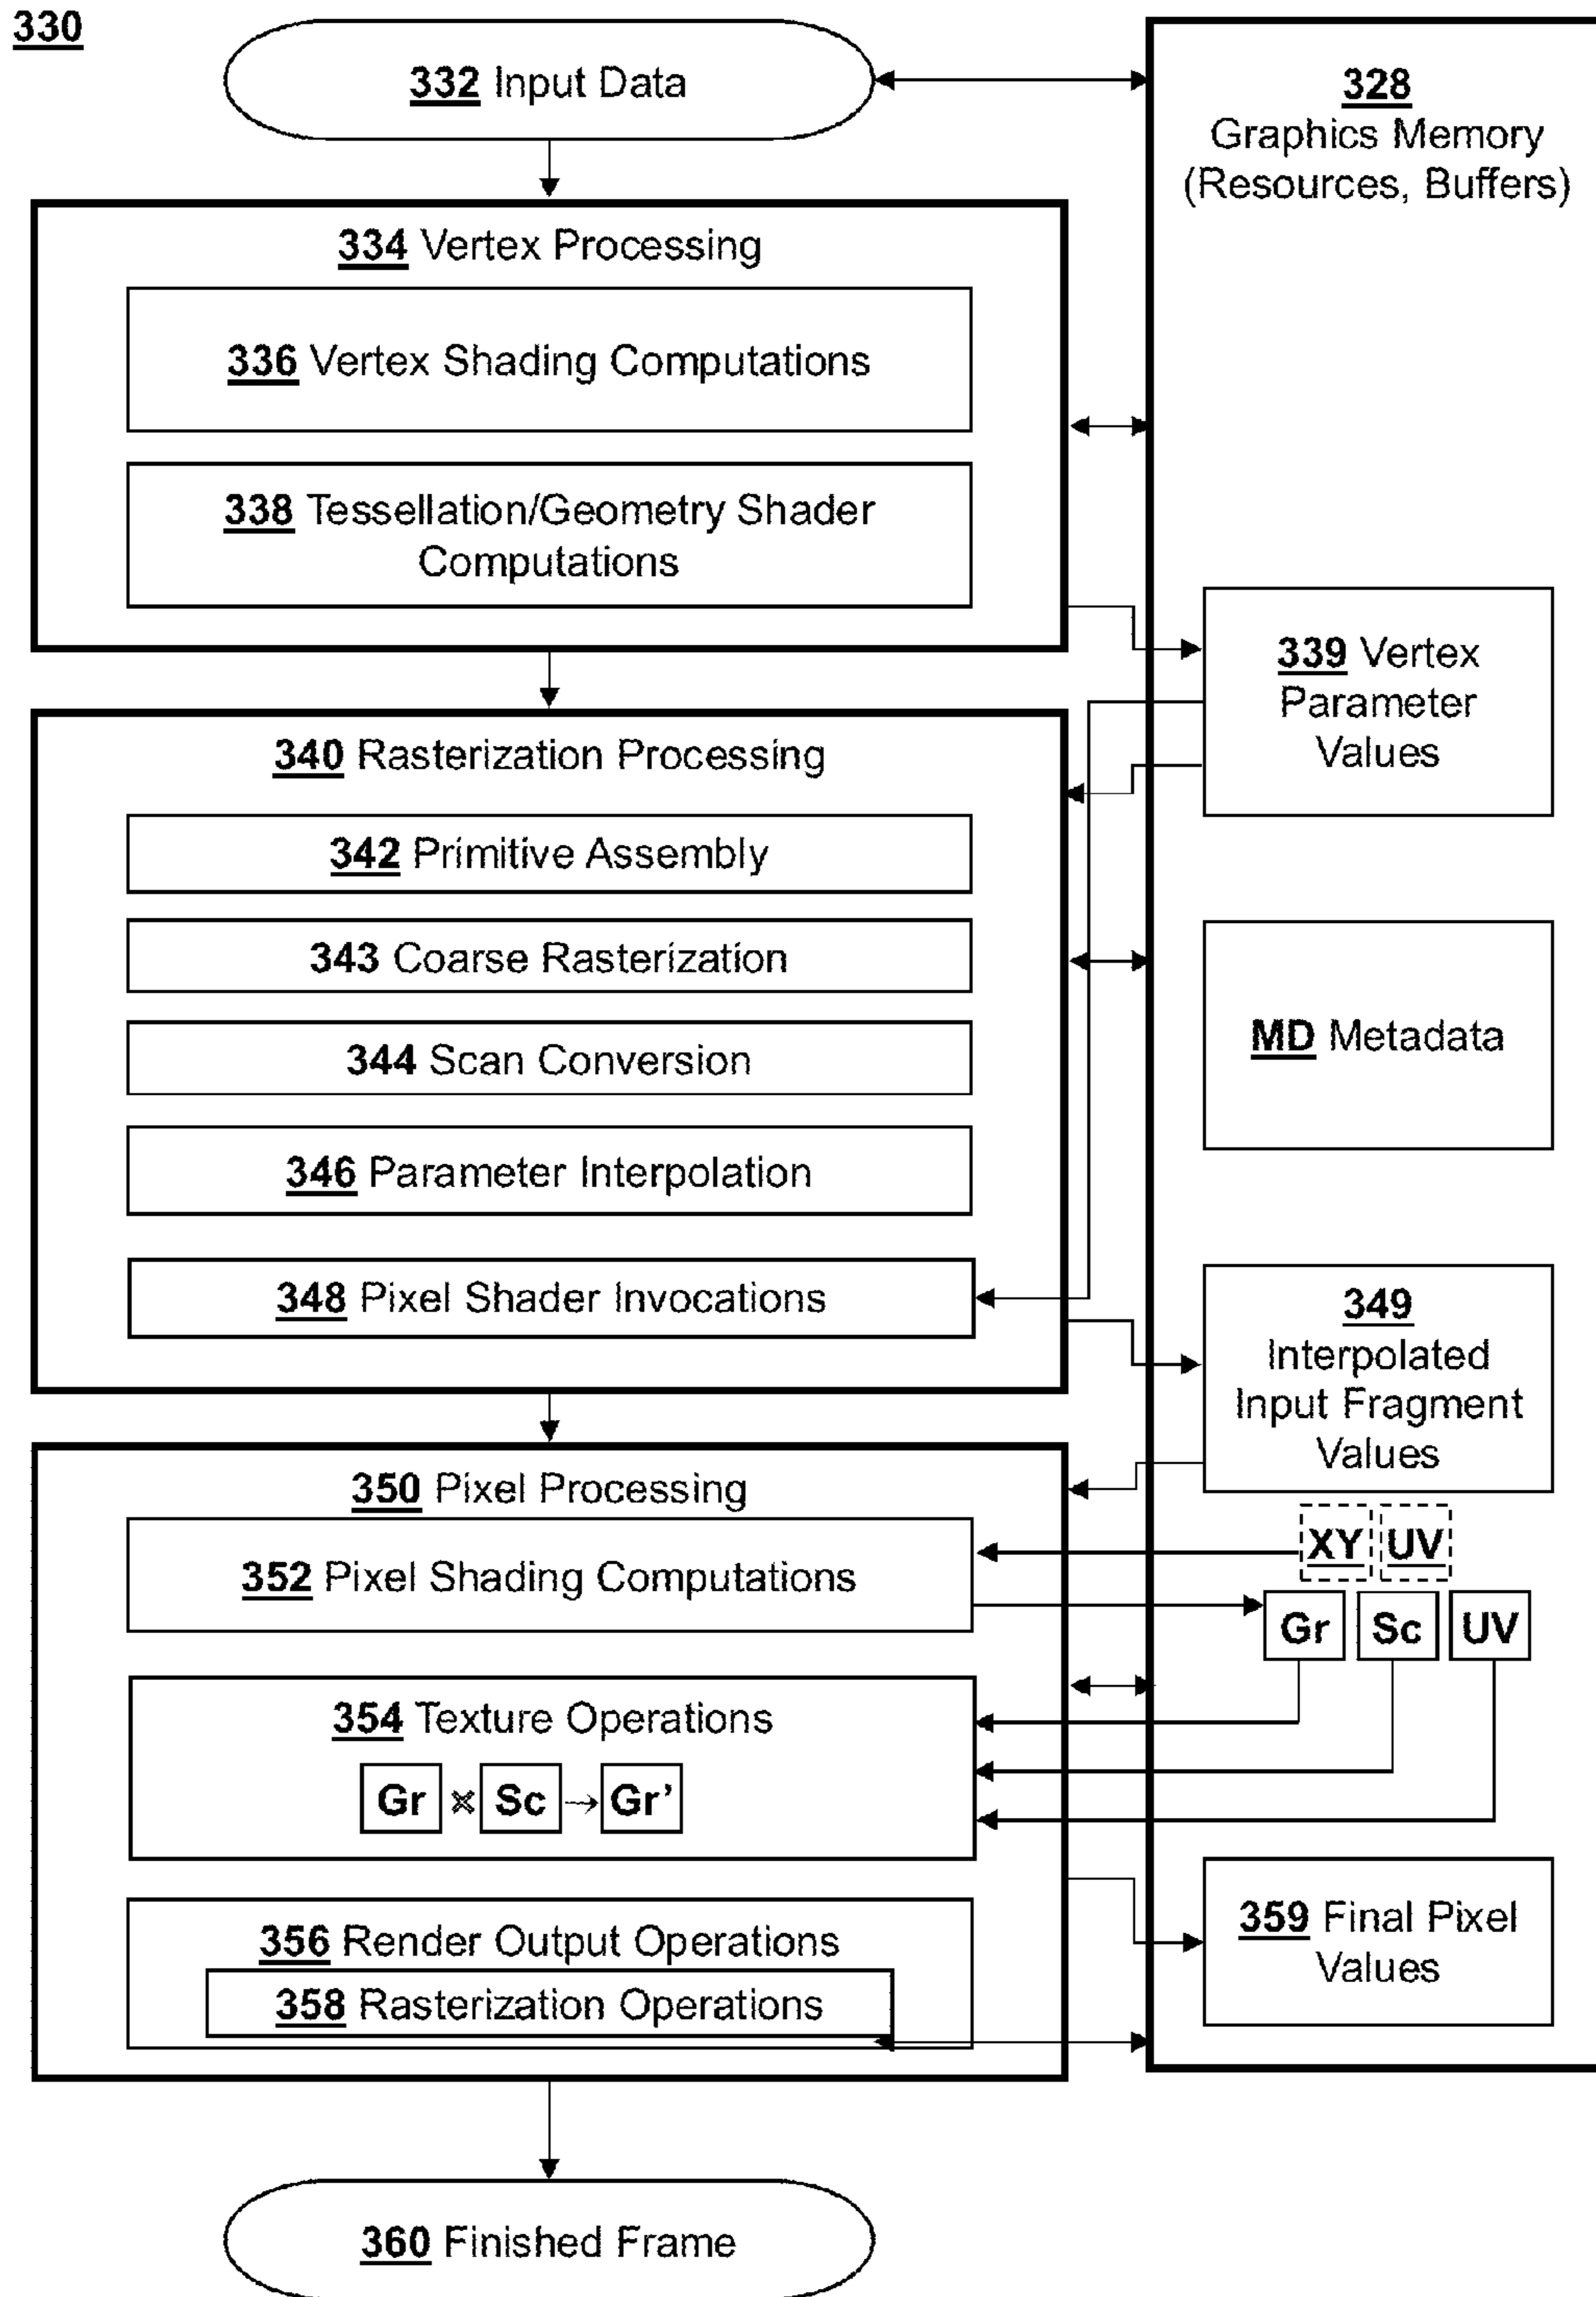 330
332 Input Data
328
Graphics Memory
(Resources, Buffers)
334 Vertex Processing
336 Vertex Shading Computations
338 Tessellation/Geometry Shader
Computations
339 Vertex
Parameter
Values
340 Rasterization Processing
342 Primitive Assembly
343 Coarse Rasterization
344 Scan Conversion
346 Parameter Interpolation
348 Pixel Shader Invocations
MD Metadata
349
Interpolated
Input Fragment
Values
350 Pixel Processing
352 Pixel Shading Computations
XY UV
Gr Sc UV
354 Texture Operations
Gr × Sc → Gr’
356 Render Output Operations
358 Rasterization Operations
359 Final Pixel
Values
360 Finished Frame